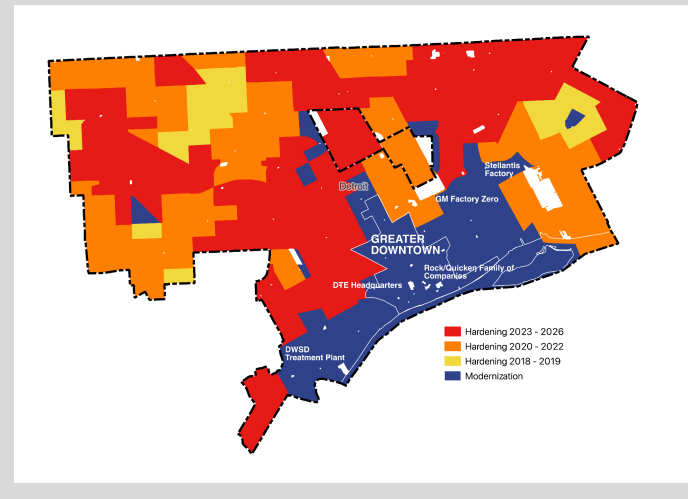 Stellantis
Factory
Detroit
GM Factory Zero
GREATER
DOWNTOWN
Rock/Quicken Family of
Companies
DTE Headquarters
Hardening 2023 - 2026
Hardening 2020 - 2022
Hardening 2018 - 2019
Modernization
DWSD
Treatment Plant